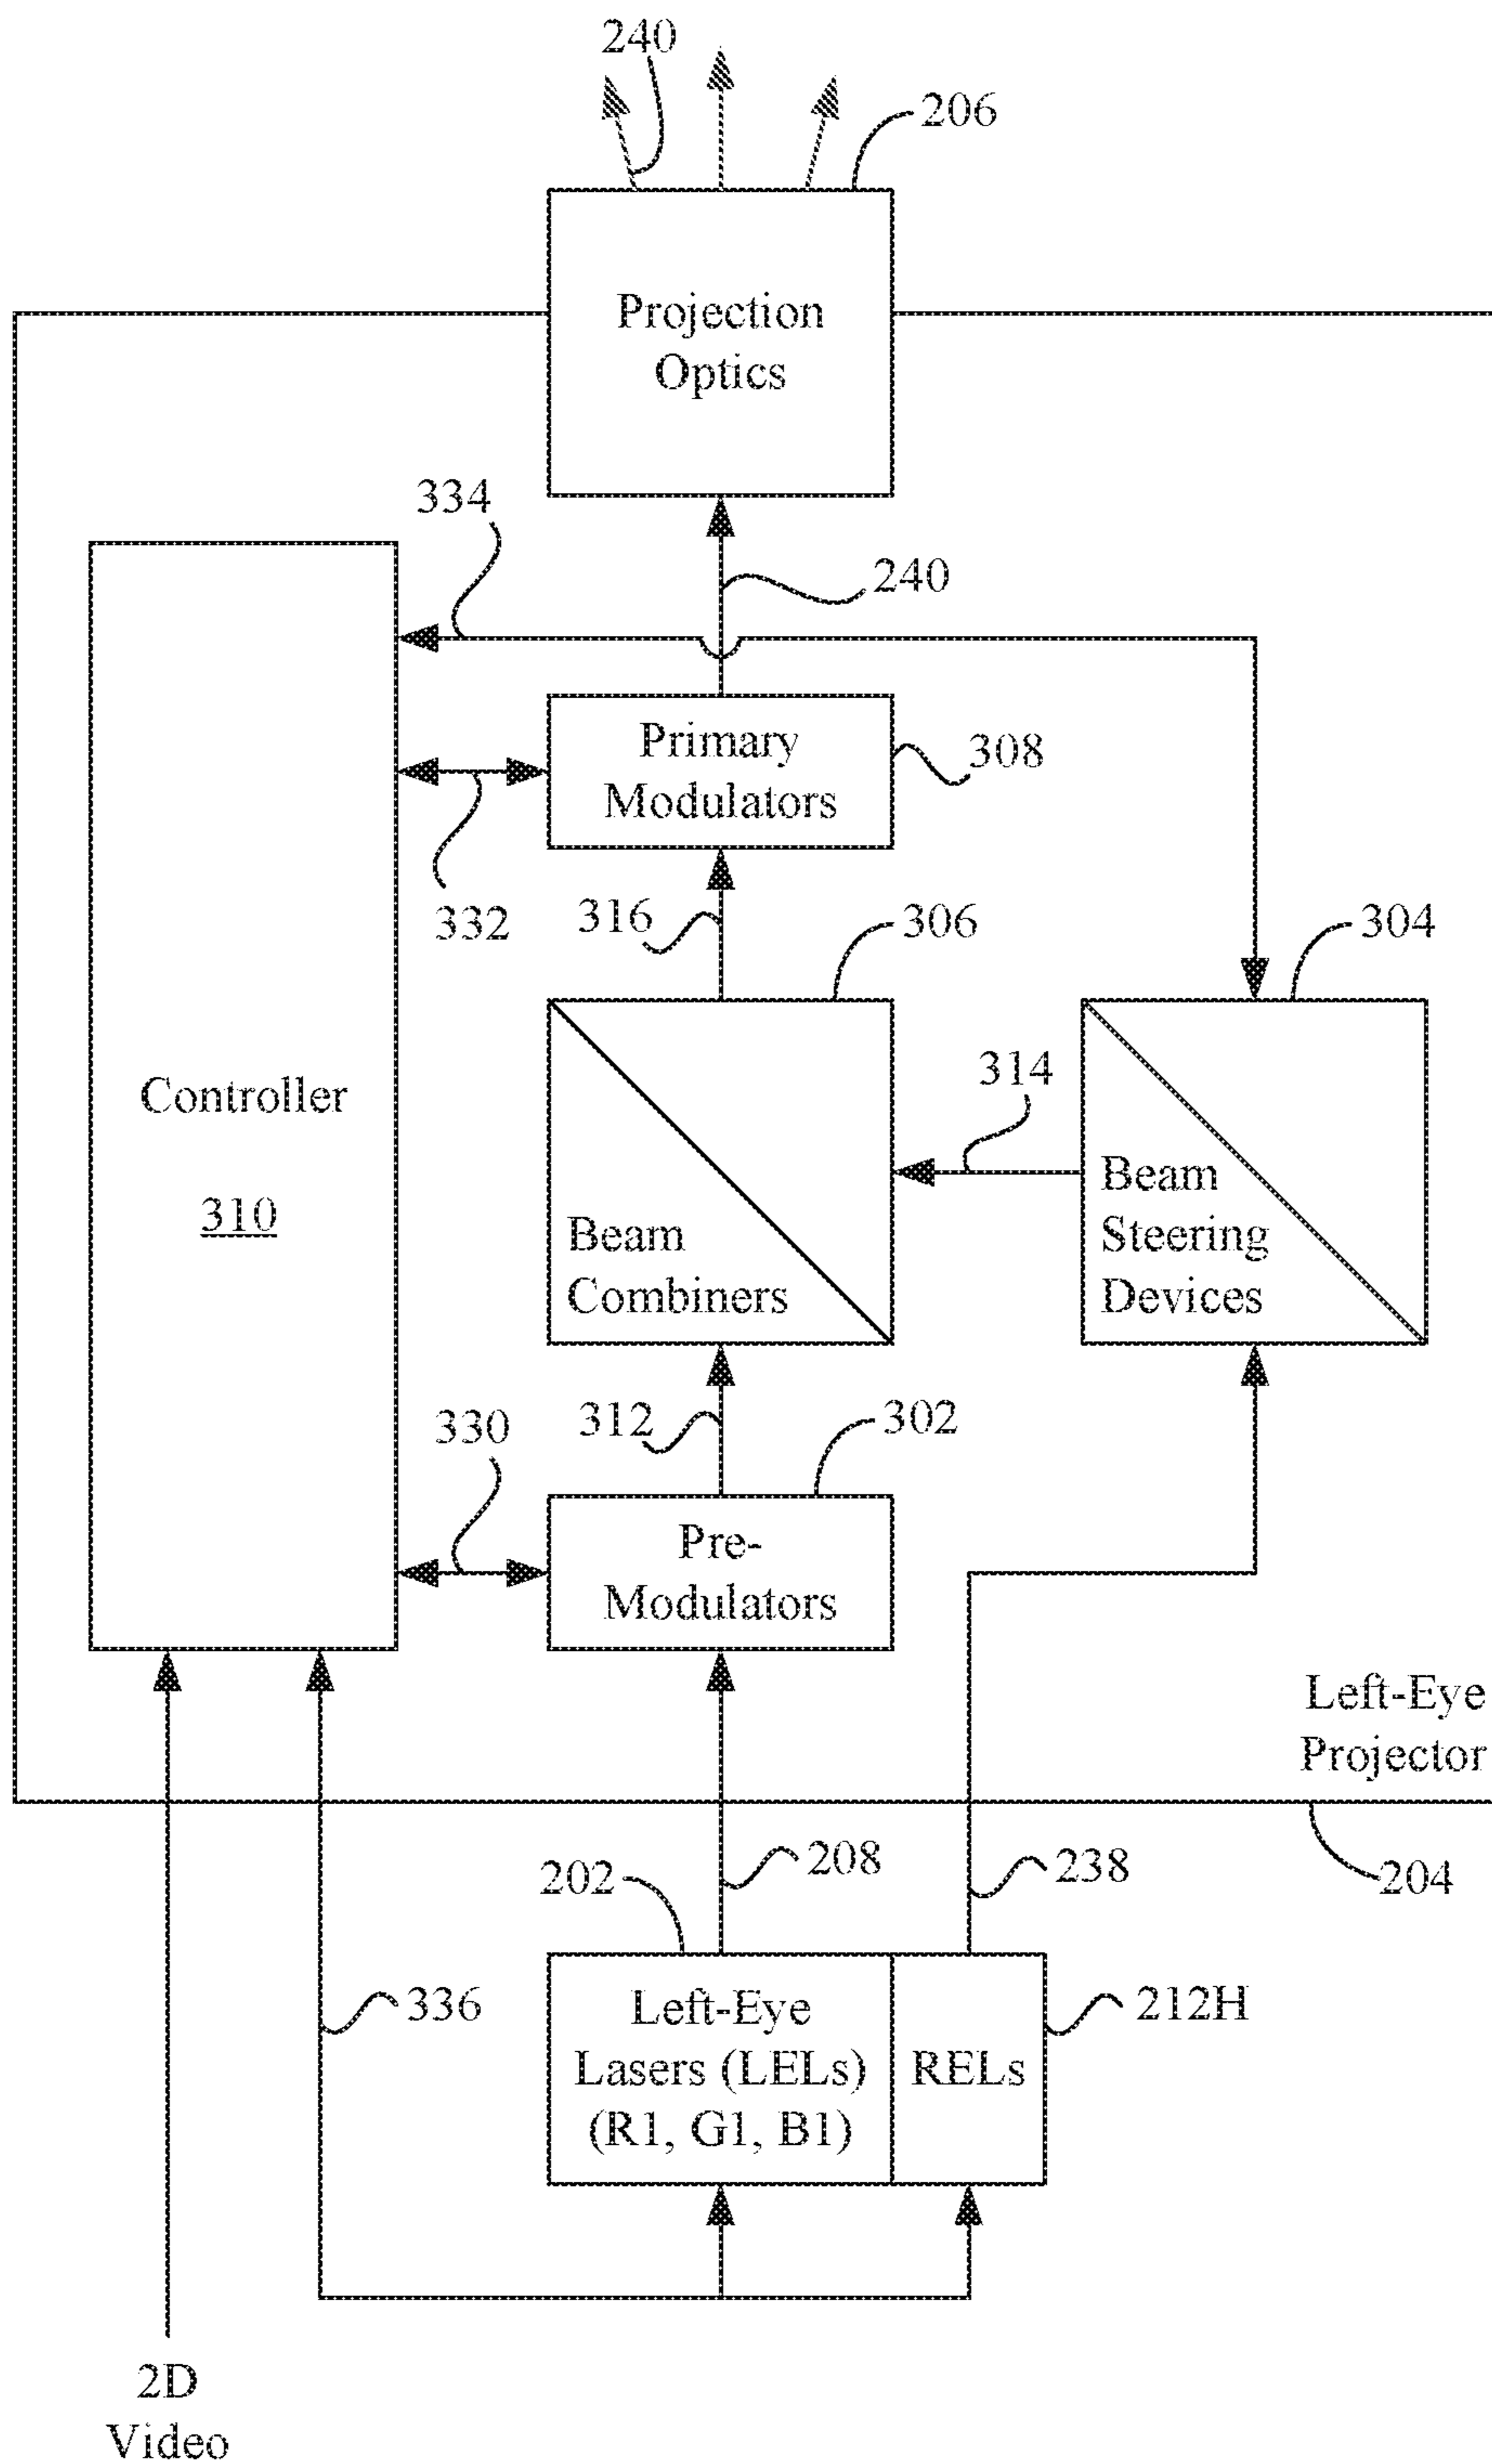 240
206
Projection
Optics
334
240
Primary
Modulators
308
332
316
306
304
Controller
310
314
Beam
Combiners
Beam
Steering
Devices
330
312
302
Pre-
Modulators
Left-Eye
Projector
202
208
238
204
336
Left-Eye
Lasers (LELs)
(R1, G1, B1)
RELs
212H
2D
Video